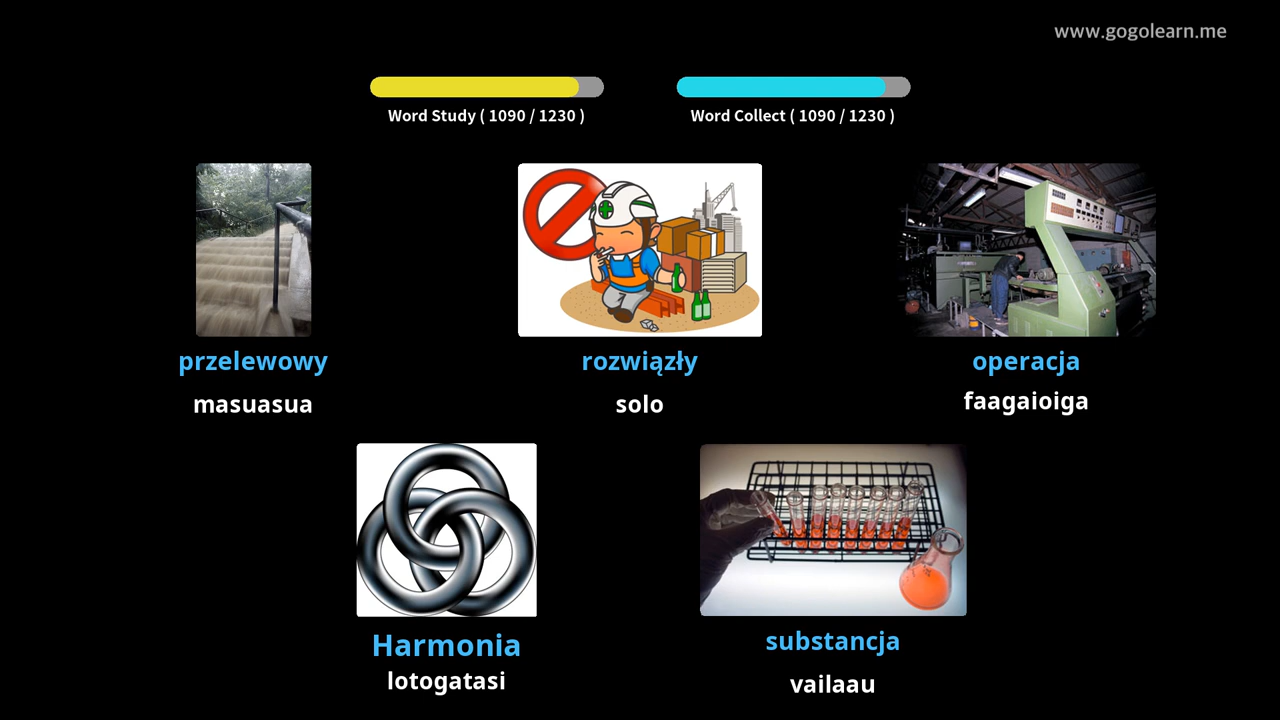 www.gogolearn.me
Word Study ( 1090 / 1230 )
Word Collect ( 1090 / 1230 )
przelewowy
rozwiązły
operacja
masuasua
solo
faagaioiga
Harmonia
substancja
lotogatasi
vailaau